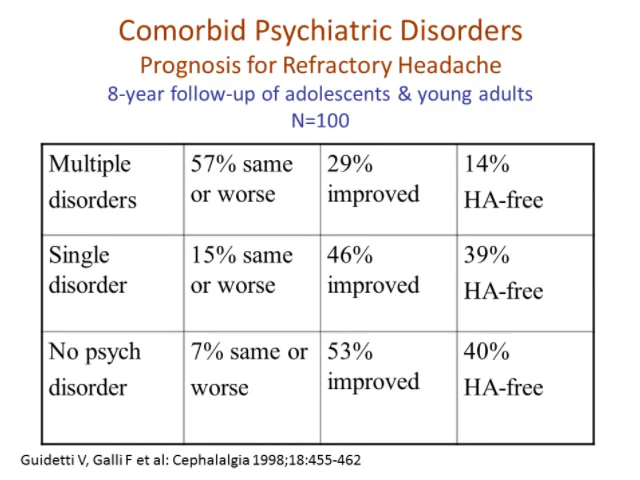 Comorbid Psychiatric Disorders
Prognosis for Refractory Headache
8-year follow-up of adolescents & young adults
N=100
Multiple disorders 57% same or worse 29% improved 14% HA-free
Single disorder 15% same or worse 46% improved 39% HA-free
No psych disorder 7% same or worse 53% improved 40% HA-free
Guidetti V, Galli F et al: Cephalalgia 1998;18:455-462